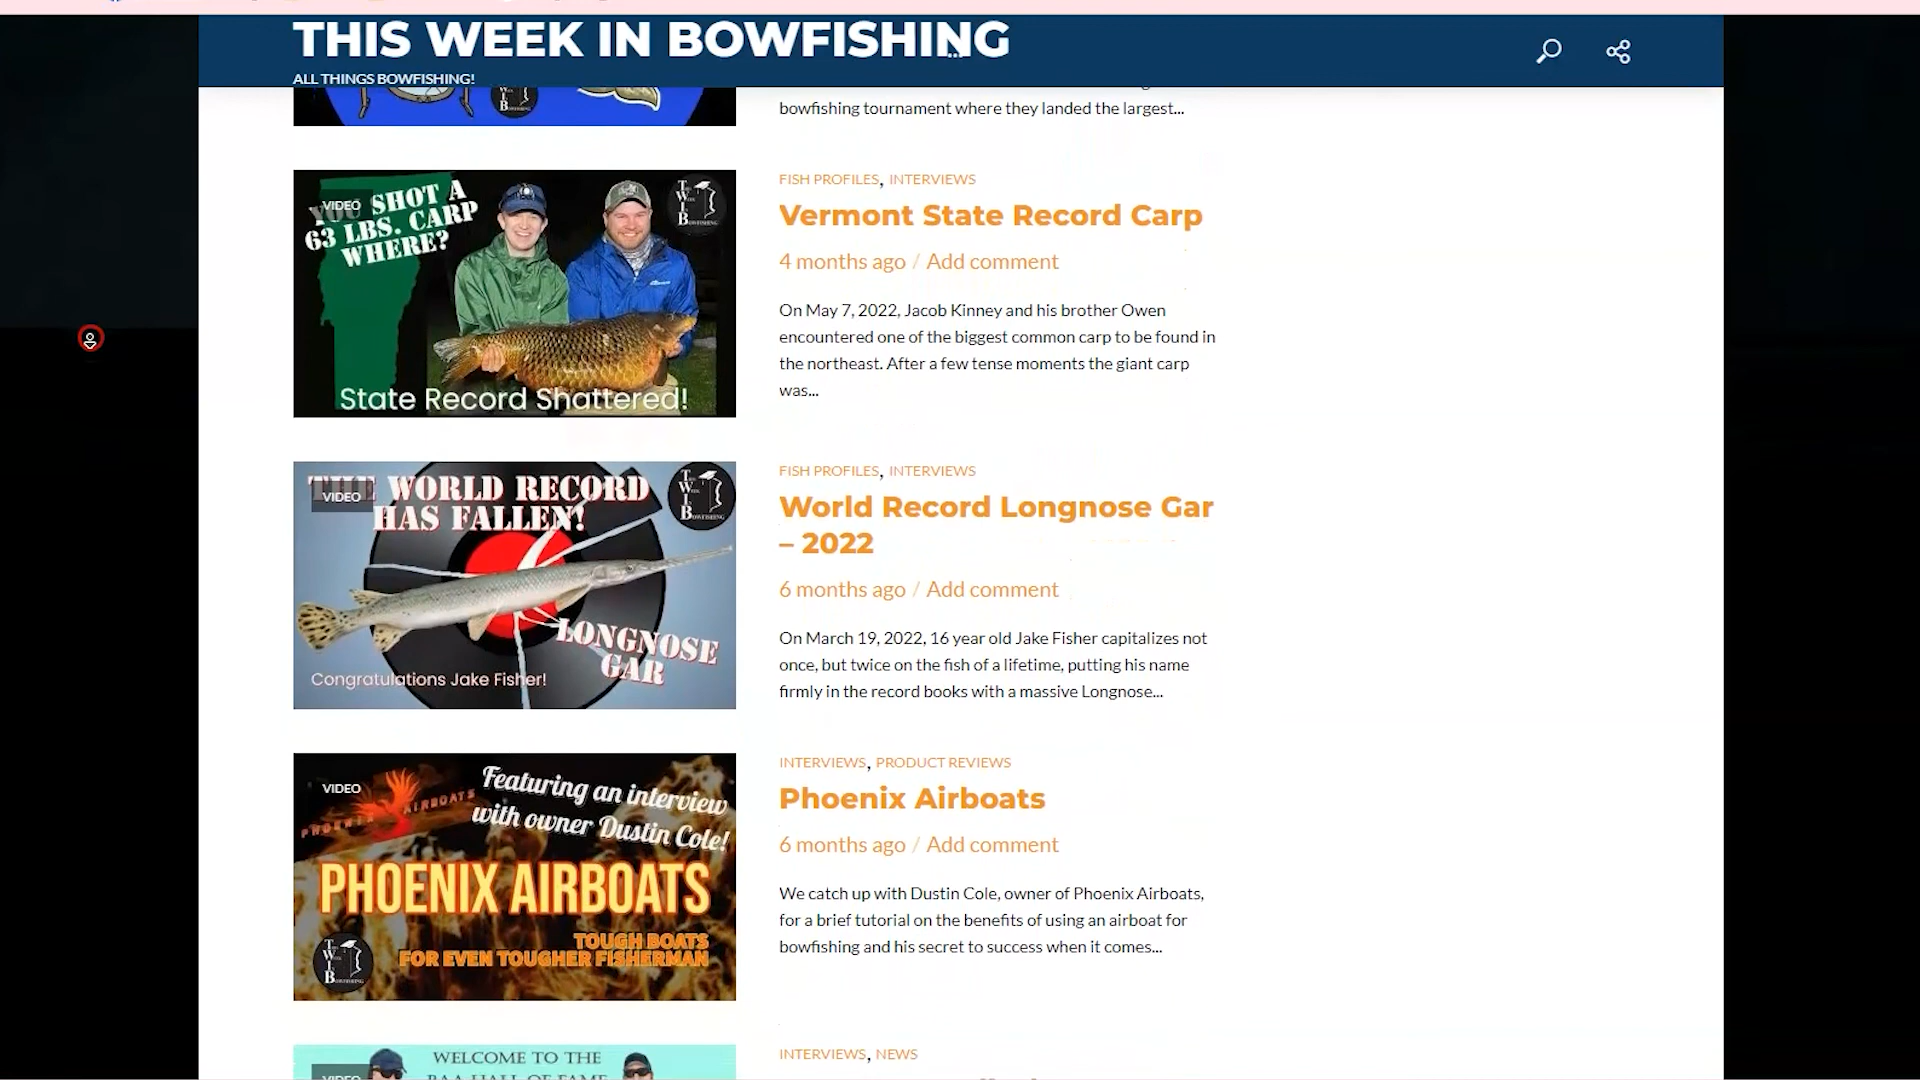 THIS WEEK IN BOWFISHING
ALL THINGS BOWFISHING!
bowfishing tournament where they landed the largest...
VIDEO
YOU SHOT A
63 LBS. CARP
WHERE?
State Record Shattered!
FISH PROFILES, INTERVIEWS
Vermont State Record Carp
4 months ago / Add comment
On May 7, 2022, Jacob Kinney and his brother Owen
encountered one of the biggest common carp to be found in
the northeast. After a few tense moments the giant carp
was...
VIDEO
THE WORLD RECORD
HAS FALLEN!
LONGNOSE
GAR
Congratulations Jake Fisher!
FISH PROFILES, INTERVIEWS
World Record Longnose Gar
– 2022
6 months ago / Add comment
On March 19, 2022, 16 year old Jake Fisher capitalizes not
once, but twice on the fish of a lifetime, putting his name
firmly in the record books with a massive Longnose...
VIDEO
PHOENIX AIRBOATS
Featuring an interview
with owner Dustin Cole!
PHOENIX AIRBOATS
TOUGH BOATS
FOR EVEN TOUGHER FISHERMAN
INTERVIEWS, PRODUCT REVIEWS
Phoenix Airboats
6 months ago / Add comment
We catch up with Dustin Cole, owner of Phoenix Airboats,
for a brief tutorial on the benefits of using an airboat for
bowfishing and his secret to success when it comes...
VIDEO
WELCOME TO THE
BAA HALL OF FAME
INTERVIEWS, NEWS